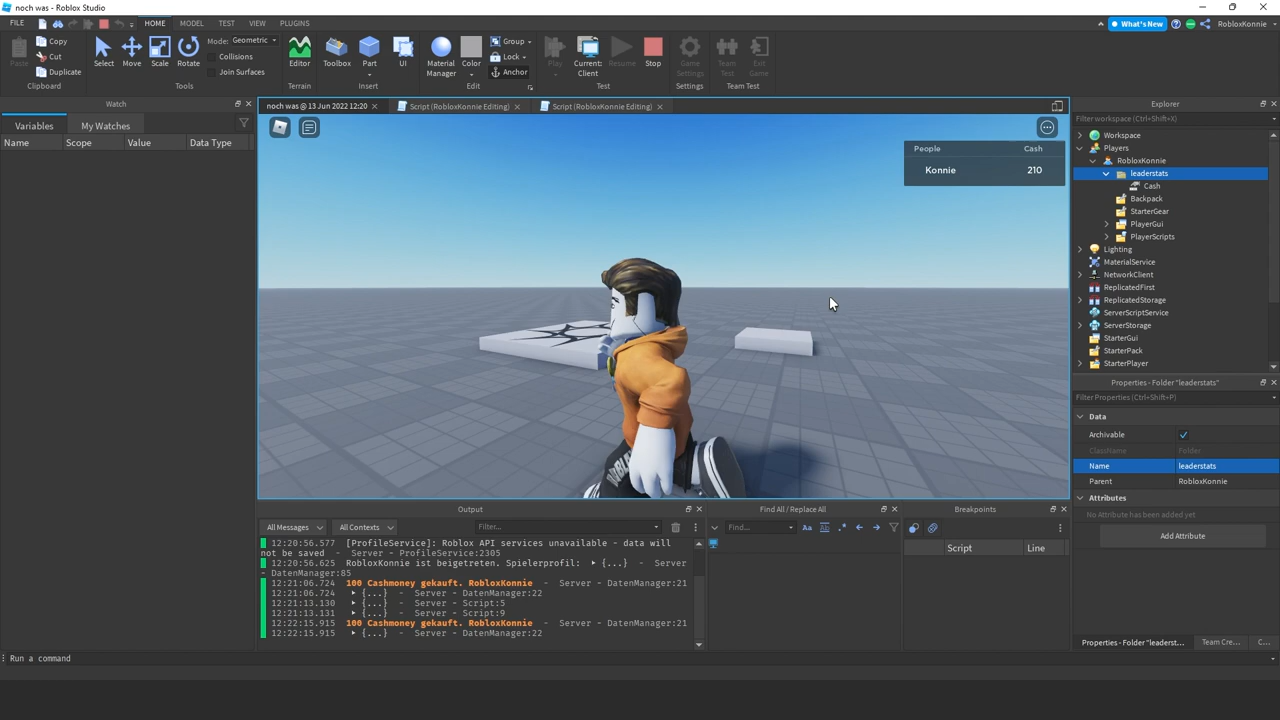 noch was - Roblox Studio
FILE HOME MODEL TEST VIEW PLUGINS What's New RobloxKonnie
Paste Copy Cut Duplicate Clipboard
Select Move Scale Rotate Mode: Geometric Collisions Join Surfaces Tools
Editor Terrain
Toolbox Part UI Insert
Material Manager Color Group Lock Anchor Edit
Play Current: Client Resume Stop Test
Game Settings Settings
Team Test Exit Game Team Test
Watch
Variables My Watches
Name Scope Value Data Type
noch was @ 13 Jun 2022 12:20 Script (RobloxKonnie Editing) Script (RobloxKonnie Editing)
People Cash
Konnie 210
Explorer
Filter workspace (Ctrl+Shift+X)
Workspace
Players
RobloxKonnie
leaderstats
Cash
Backpack
StarterGear
PlayerGui
PlayerScripts
Lighting
MaterialService
NetworkClient
ReplicatedFirst
ReplicatedStorage
ServerScriptService
ServerStorage
StarterGui
StarterPack
StarterPlayer
Properties - Folder "leaderstats"
Filter Properties (Ctrl+Shift+P)
Data
Archivable
ClassName Folder
Name leaderstats
Parent RobloxKonnie
Attributes
No Attribute has been added yet
Add Attribute
Properties - Folder "leaderst... Team Cre... C...
Output
All Messages All Contexts Filter...
12:20:56.577 [ProfileService]: Roblox API services unavailable - data will
not be saved - Server - ProfileService:2305
12:20:56.625 RobloxKonnie ist beigetreten. Spielerprofil: ▶ {...} - Server
- DatenManager:85
12:21:06.724 100 Cashmoney gekauft. RobloxKonnie - Server - DatenManager:21
12:21:06.724 ▶ {...} - Server - DatenManager:22
12:21:13.130 ▶ {...} - Server - Script:5
12:21:13.131 ▶ {...} - Server - Script:9
12:22:15.915 100 Cashmoney gekauft. RobloxKonnie - Server - DatenManager:21
12:22:15.915 ▶ {...} - Server - DatenManager:22
Find All / Replace All
Find... Aa ab .*
Breakpoints
Script Line
Run a command